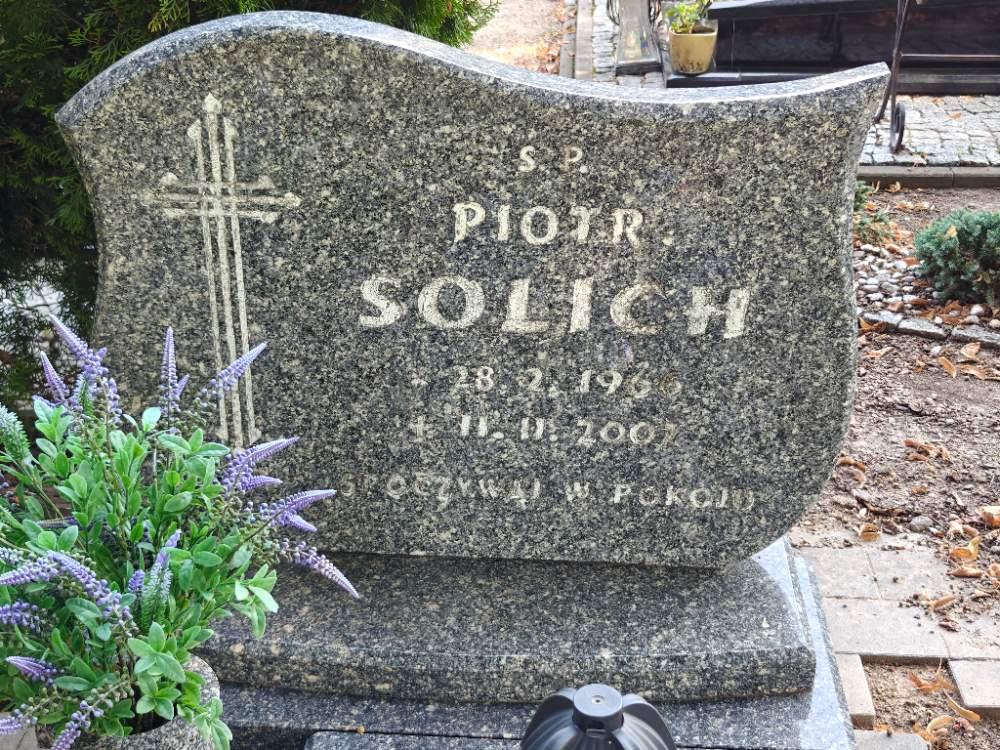 Ś. P.
PIOTR
SOLICH
* 28. 2. 1966
+ 11. 11. 2007
SPOCZYWAJ W POKOJU